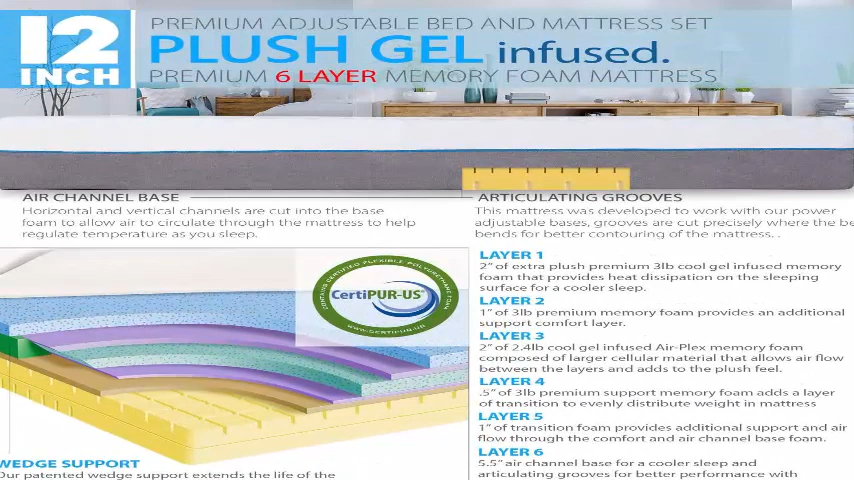 12
INCH
PREMIUM ADJUSTABLE BED AND MATTRESS SET
PLUSH GEL infused.
PREMIUM 6 LAYER MEMORY FOAM MATTRESS
AIR CHANNEL BASE
Horizontal and vertical channels are cut into the base
foam to allow air to circulate through the mattress to help
regulate temperature as you sleep.
ARTICULATING GROOVES
This mattress was developed to work with our power
adjustable bases, grooves are cut precisely where the be
bends for better contouring of the mattress. .
CONTAINS CERTIFIED FLEXIBLE POLYURETHANE FOAM
CertiPUR-US®
WWW.CERTIPUR.US
LAYER 1
2" of extra plush premium 3lb cool gel infused memory
foam that provides heat dissipation on the sleeping
surface for a cooler sleep.
LAYER 2
1" of 3lb premium memory foam provides an additional
support comfort layer.
LAYER 3
2" of 2.4lb cool gel infused Air-Plex memory foam
composed of larger cellular material that allows air flow
between the layers and adds to the plush feel.
LAYER 4
.5" of 3lb premium support memory foam adds a layer
of transition to evenly distribute weight in mattress
LAYER 5
1" of transition foam provides additional support and air
flow through the comfort and air channel base foam.
LAYER 6
5.5" air channel base for a cooler sleep and
articulating grooves for better performance with
WEDGE SUPPORT
Our patented wedge support extends the life of the